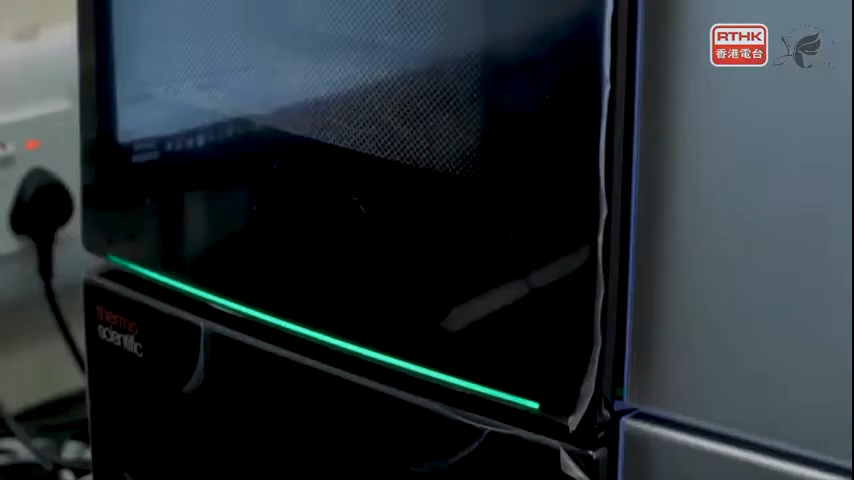 RTHK
香港電台
thermo
scientific